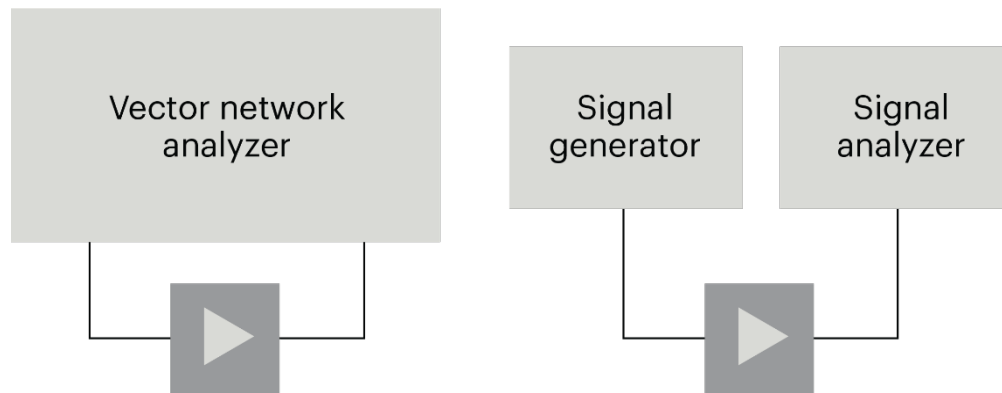 Vector network
analyzer
Signal
generator
Signal
analyzer